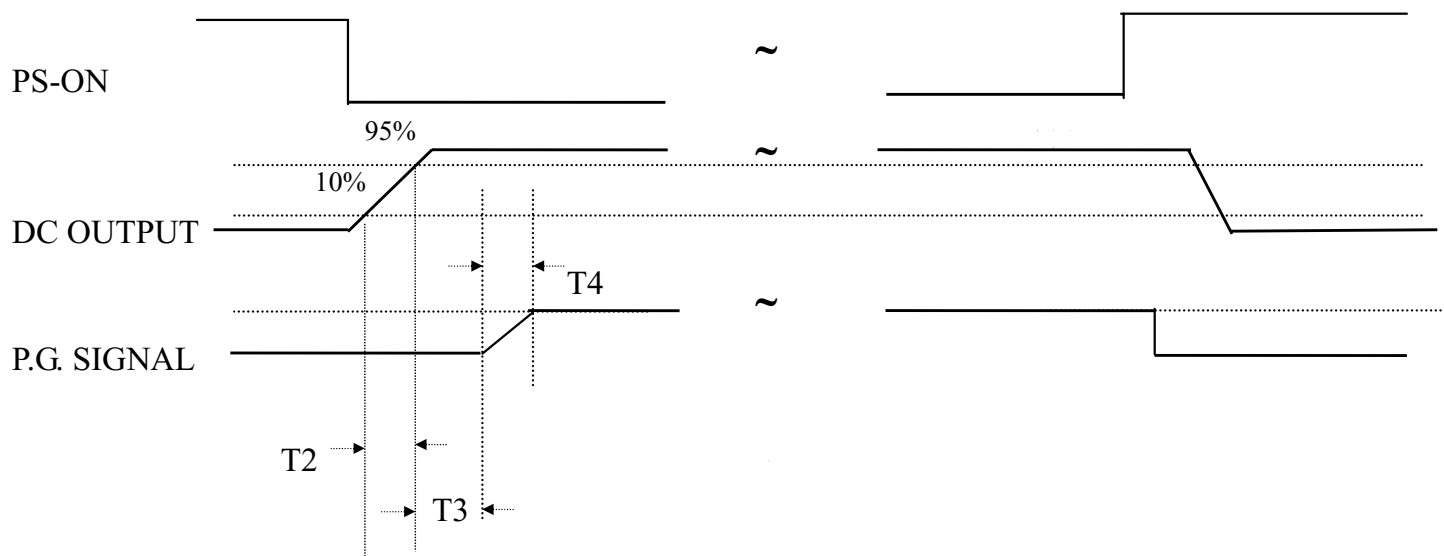 ~
PS-ON
95%
~
10%
DC OUTPUT
T4
~
P.G. SIGNAL
T2
T3